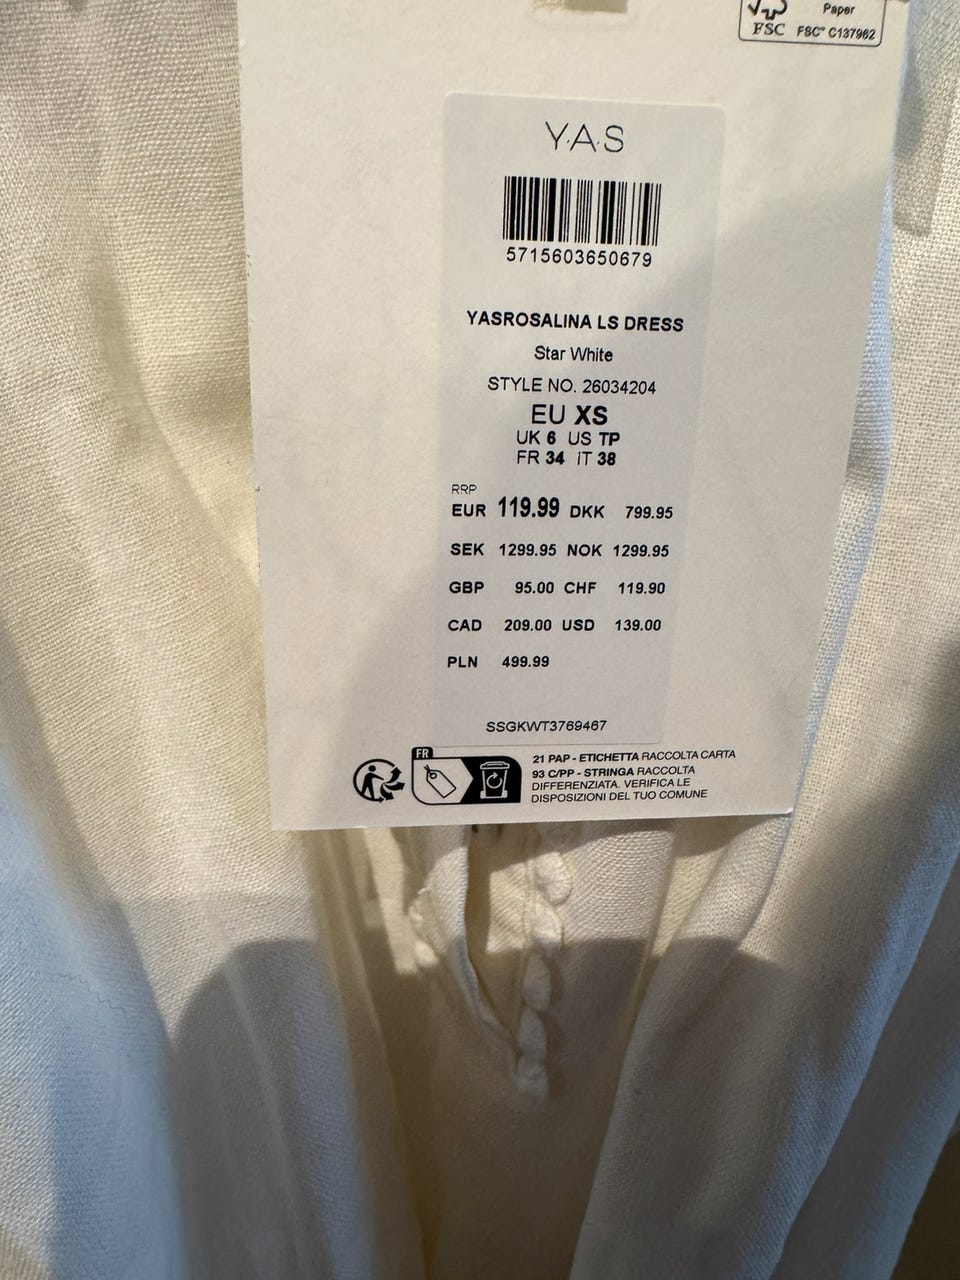 Paper
FSC FSC™ C137962
Y.A.S
5715603650679
YASROSALINA LS DRESS
Star White
STYLE NO. 26034204
EU XS
UK 6 US TP
FR 34 IT 38
RRP
EUR 119.99 DKK 799.95
SEK 1299.95 NOK 1299.95
GBP 95.00 CHF 119.90
CAD 209.00 USD 139.00
PLN 499.99
SSGKWT3769467
FR
21 PAP - ETICHETTA RACCOLTA CARTA
93 C/PP - STRINGA RACCOLTA
DIFFERENZIATA. VERIFICA LE
DISPOSIZIONI DEL TUO COMUNE